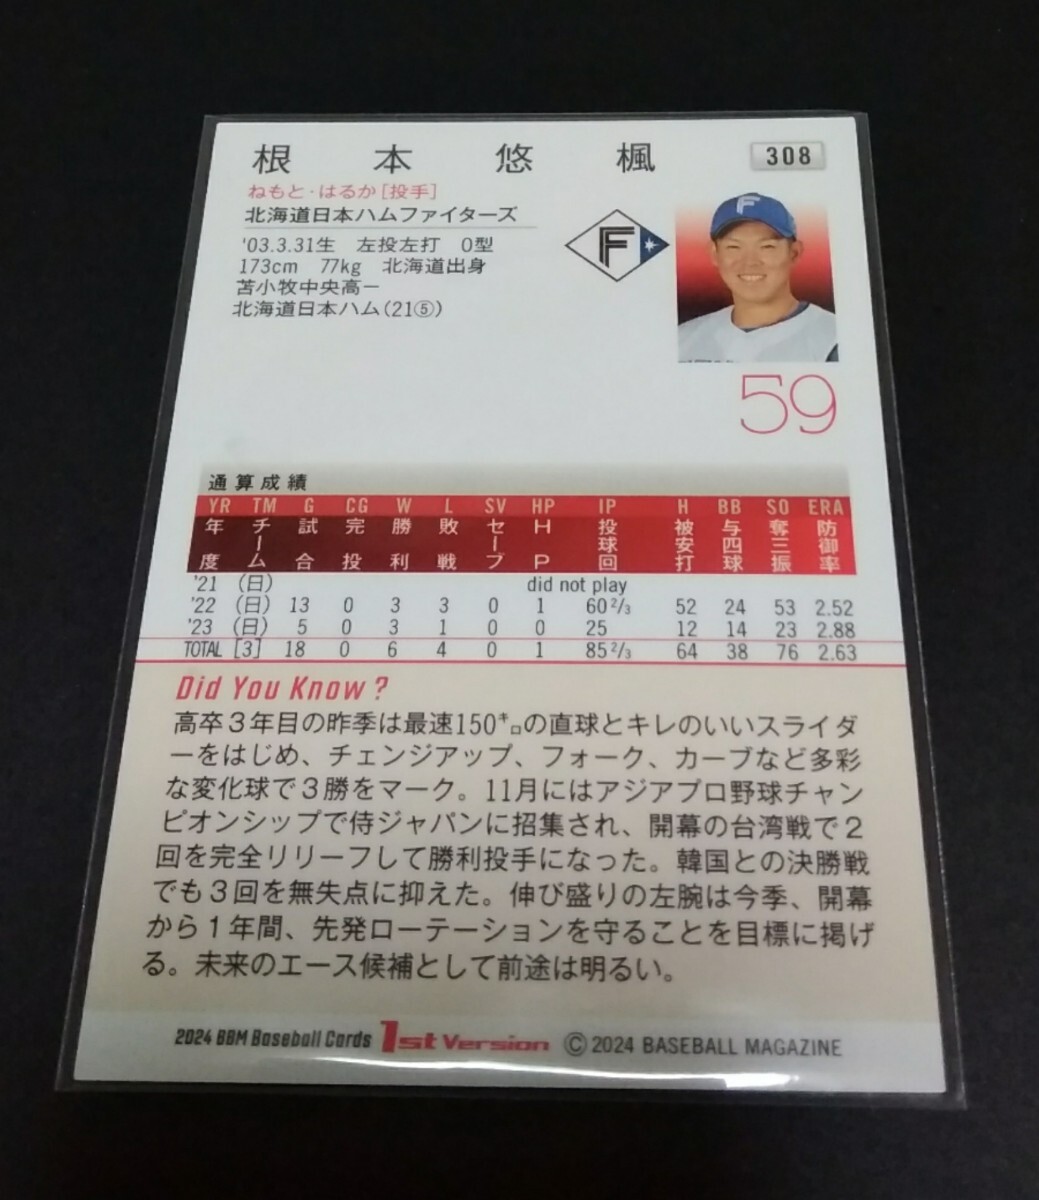 根本悠楓 308
ねもと・はるか[投手]
北海道日本ハムファイターズ
'03.3.31生 左投左打 O型
173cm 77kg 北海道出身
苫小牧中央高ー
北海道日本ハム(21⑤)
F
F
59
通算成績
YR TM G CG W L SV HP IP H BB SO ERA
年度 チーム 試合 完投 勝利 敗戦 セーブ HP 投球回 被安打 与四球 奪三振 防御率
'21 (日) did not play
'22 (日) 13 0 3 3 0 1 60 2/3 52 24 53 2.52
'23 (日) 5 0 3 1 0 0 25 12 14 23 2.88
TOTAL [3] 18 0 6 4 0 1 85 2/3 64 38 76 2.63
Did You Know?
高卒3年目の昨季は最速150㌔の直球とキレのいいスライダ
ーをはじめ、チェンジアップ、フォーク、カーブなど多彩
な変化球で3勝をマーク。11月にはアジアプロ野球チャン
ピオンシップで侍ジャパンに招集され、開幕の台湾戦で2
回を完全リリーフして勝利投手になった。韓国との決勝戦
でも3回を無失点に抑えた。伸び盛りの左腕は今季、開幕
から1年間、先発ローテーションを守ることを目標に掲げ
る。未来のエース候補として前途は明るい。
2024 BBM Baseball Cards 1st Version © 2024 BASEBALL MAGAZINE